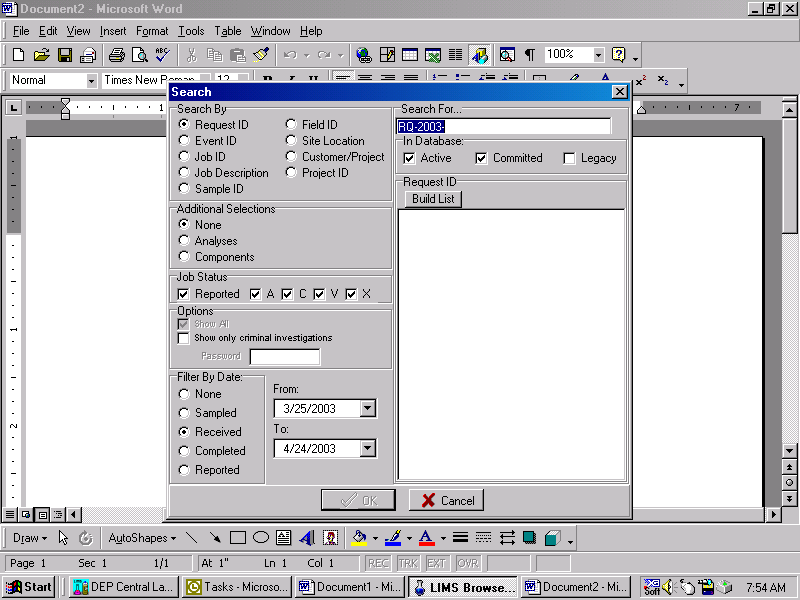 Document2 - Microsoft Word
File Edit View Insert Format Tools Table Window Help
ABC 100%
Normal Times New Roman 12
Search
Search By
Request ID Field ID
Event ID Site Location
Job ID Customer/Project
Job Description Project ID
Sample ID
Additional Selections
None
Analyses
Components
Job Status
Reported A C V X
Options
Show All
Show only criminal investigations
Password
Filter By Date:
None
Sampled
Received
Completed
Reported
From:
3/25/2003
To:
4/24/2003
Search For...
RQ-2003-
In Database:
Active Committed Legacy
Request ID
Build List
OK Cancel
1 7
1
2
Draw AutoShapes
Page 1 Sec 1 1/1 At 1" Ln 1 Col 1 REC TRK EXT OVR
Start DEP Central La... Tasks - Microso... Document1 - Mi... LIMS Browse... Document2 - Mi... 7:54 AM